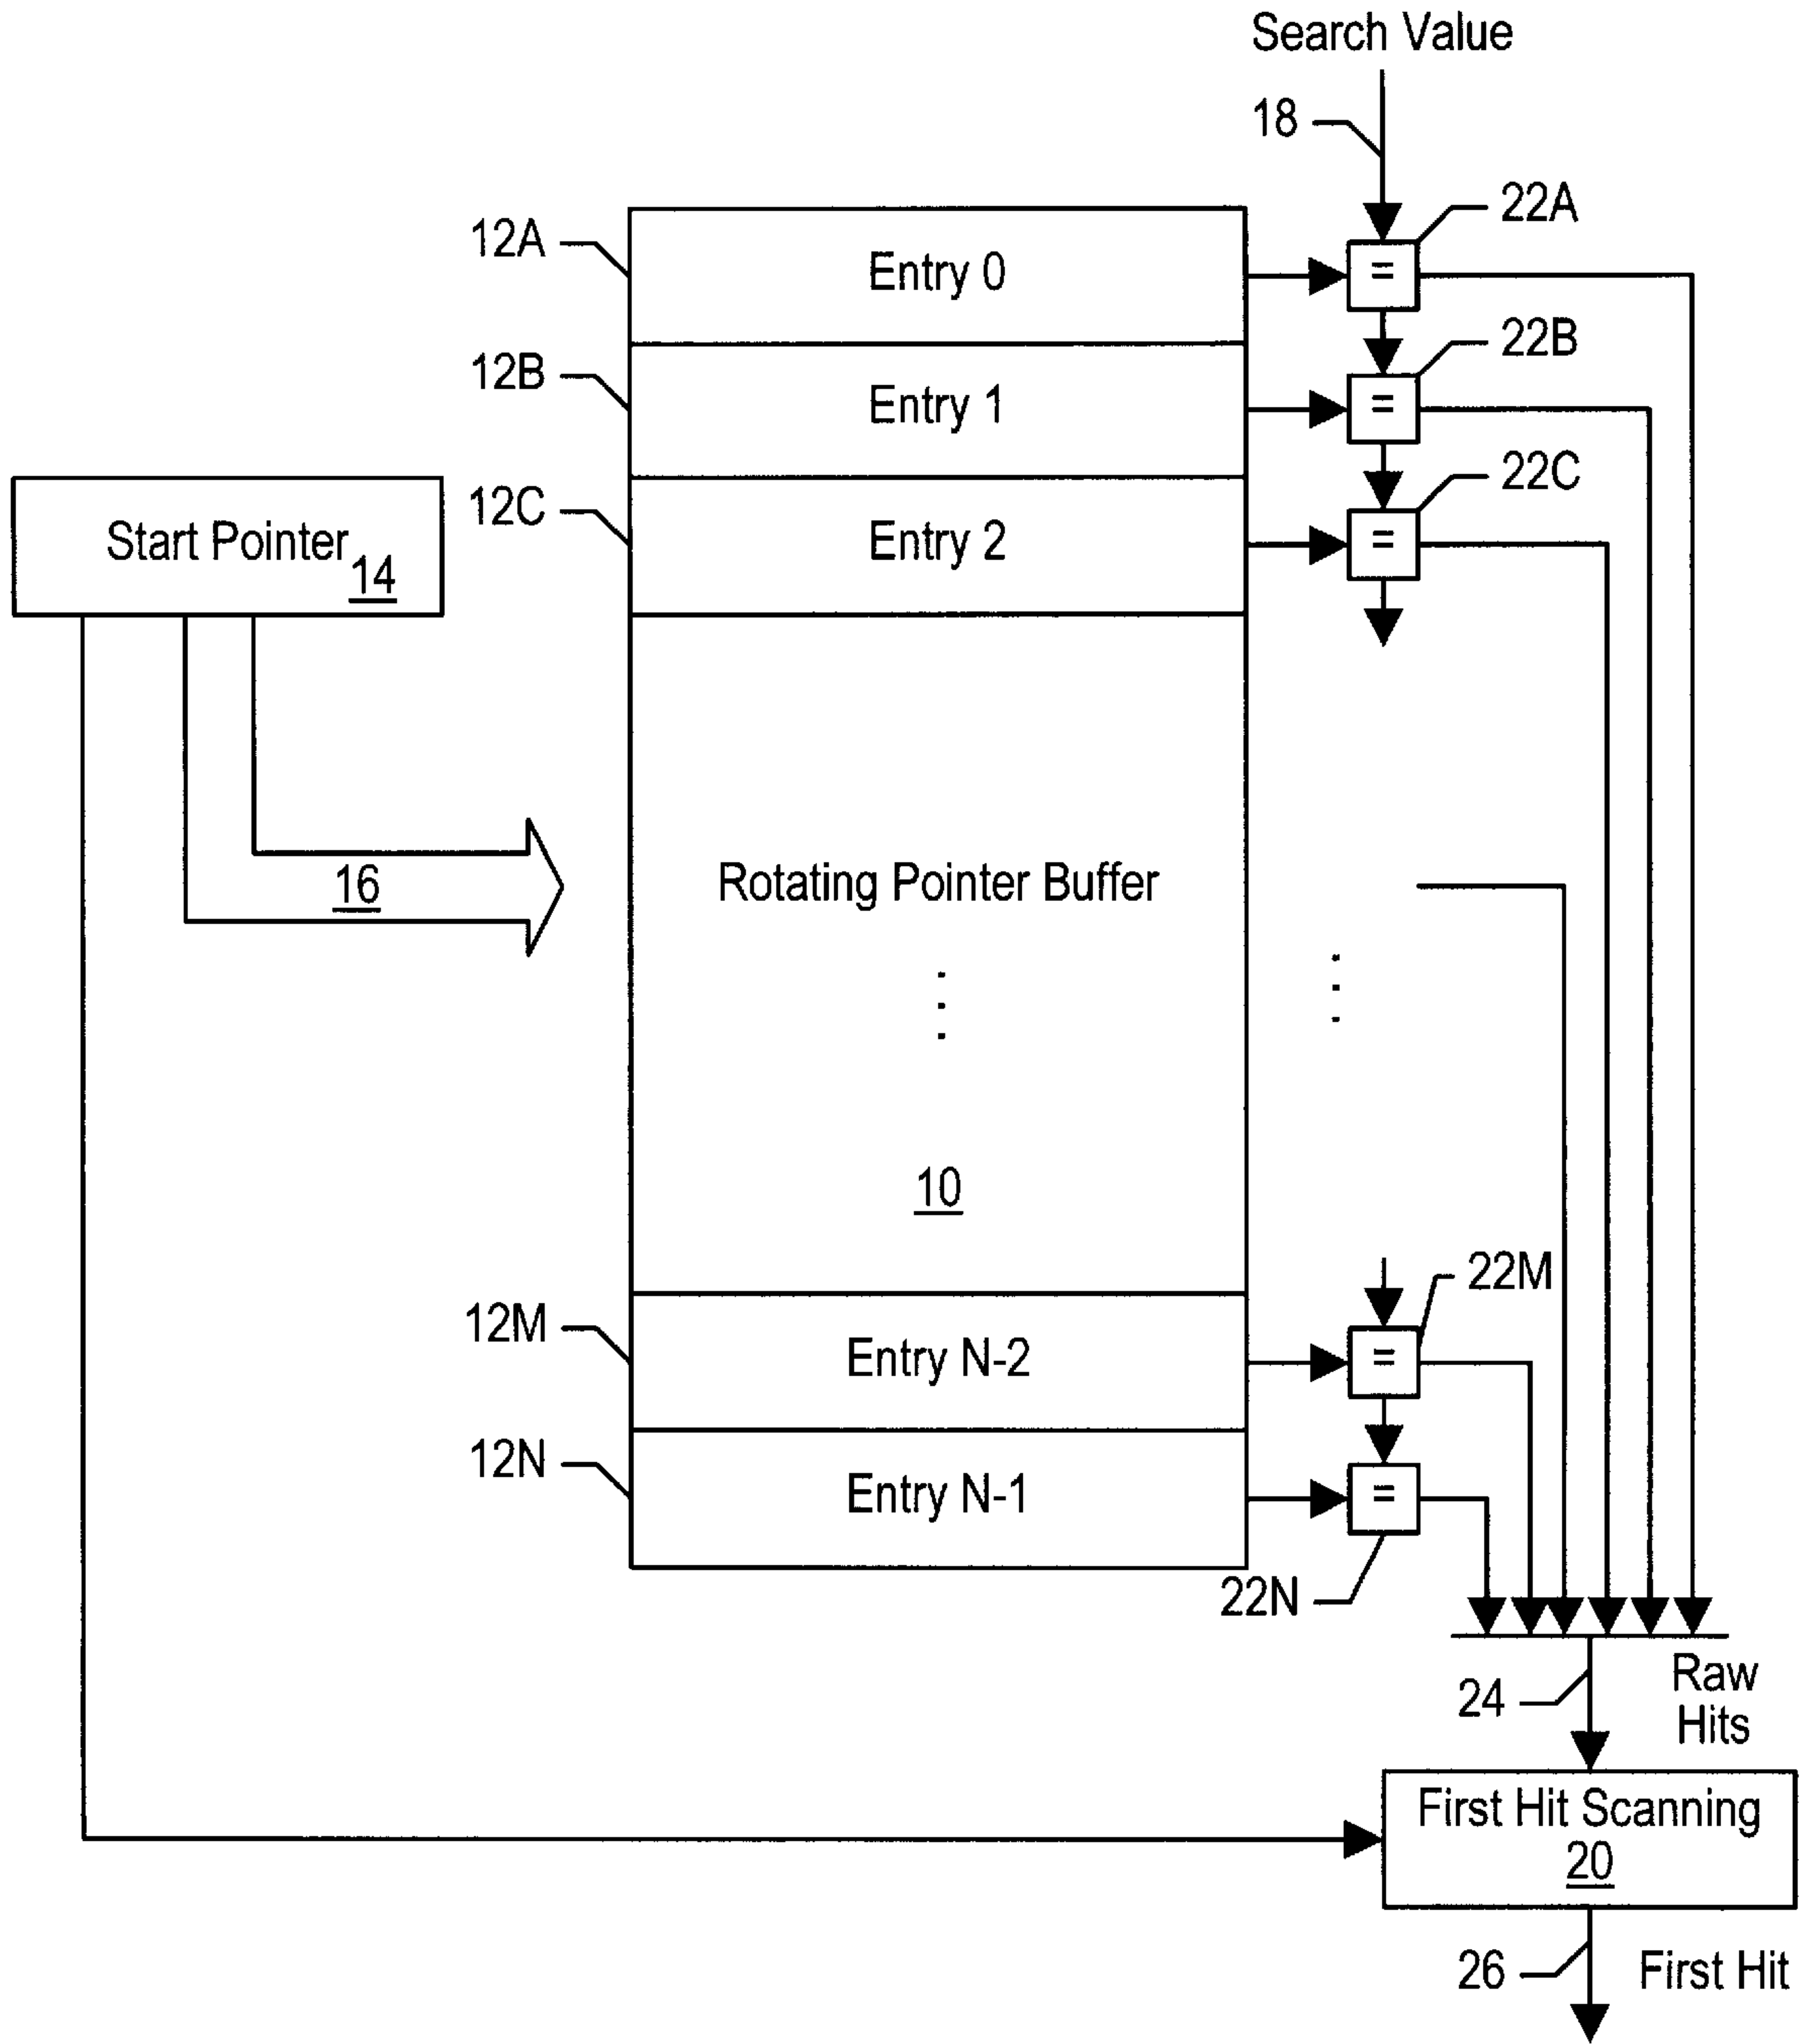 Search Value
18
22A
12A
Entry 0
=
22B
12B
Entry 1
=
22C
12C
Entry 2
=
Start Pointer
14
16
Rotating Pointer Buffer
10
22M
12M
Entry N-2
=
12N
Entry N-1
=
22N
24
Raw
Hits
First Hit Scanning
20
26
First Hit